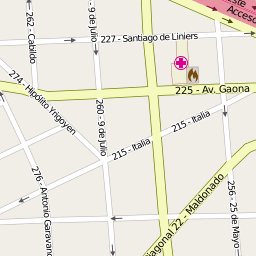 Este
Acceso
227 - Santiago de Liniers
262 - Cabildo
- 9 de Julio
274 - Hipólito Yrigoyen
225 - Av. Gaona
260 - 9 de Julio
215 - Italia
215 - Italia
276 - Antonio Garavano
Diagonal 22 - Maldonado
256 - 25 de Mayo